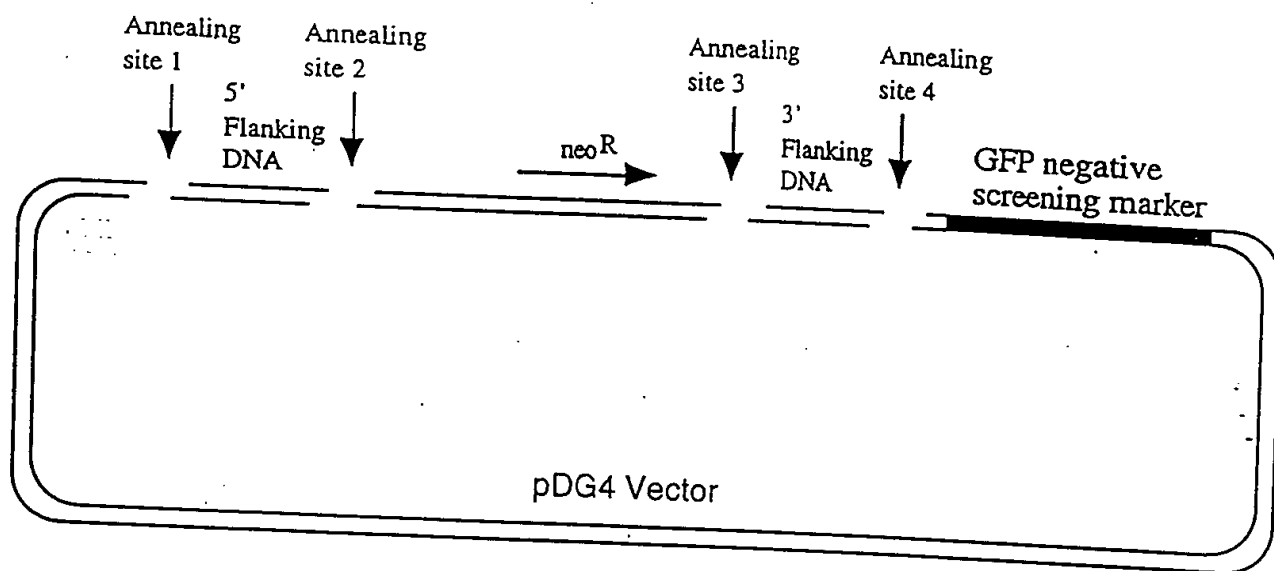 Annealing
site 1
Annealing
site 2
5'
Flanking
DNA
neoR
Annealing
site 3
Annealing
site 4
3'
Flanking
DNA
GFP negative
screening marker
pDG4 Vector